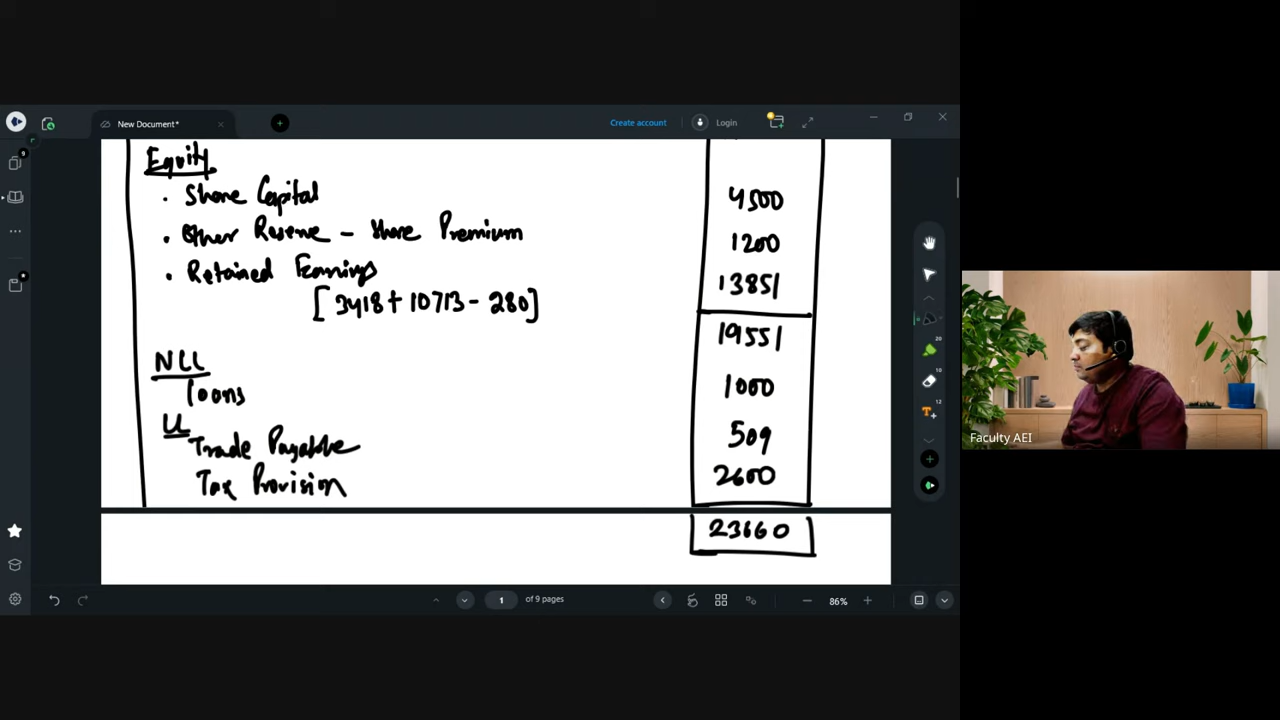 New Document*
Create account
Login
Equity
• Share Capital 4500
• Other Reserve – Share Premium 1200
• Retained Earnings 13851
[3418 + 10713 – 280]
19551
NCL
Loans 1000
CL
Trade Payable 509
Tax Provision 2600
23660
Faculty AEI
1 of 9 pages
86%